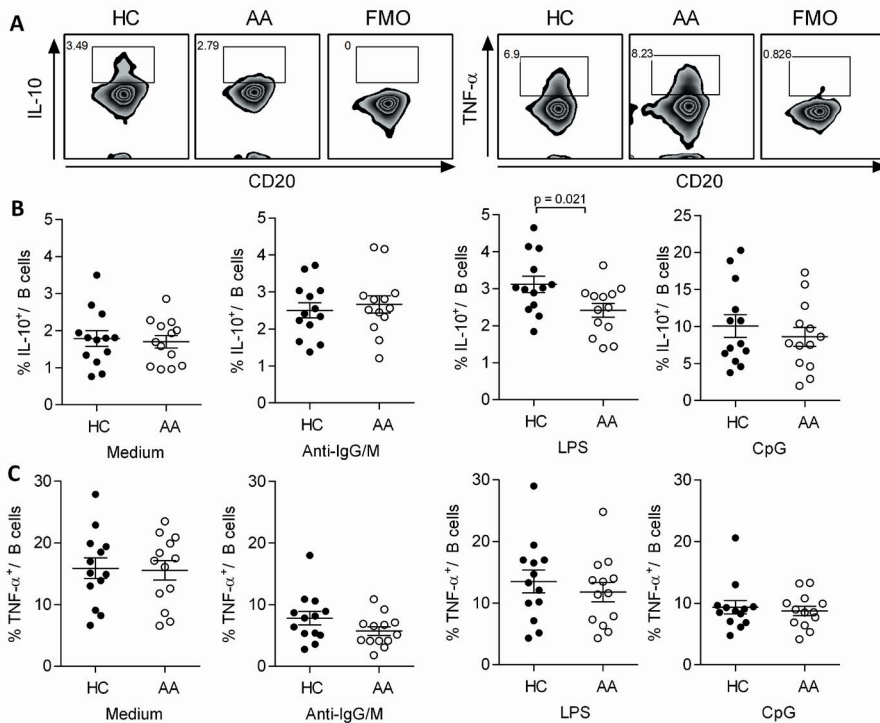 A
HC AA FMO HC AA FMO
3.49 2.79 0 6.9 8.23 0.826
IL-10 TNF-α
CD20 CD20
B
p = 0.021
5 5 5 25
4 4 4 20
3 3 3 15
2 2 2 10
1 1 1 5
0 0 0 0
% IL-10+/ B cells % IL-10+/ B cells % IL-10+/ B cells % IL-10+/ B cells
HC AA HC AA HC AA HC AA
Medium Anti-IgG/M LPS CpG
C
30 30 30 30
20 20 20 20
10 10 10 10
0 0 0 0
% TNF-α+/ B cells % TNF-α+/ B cells % TNF-α+/ B cells % TNF-α+/ B cells
HC AA HC AA HC AA HC AA
Medium Anti-IgG/M LPS CpG